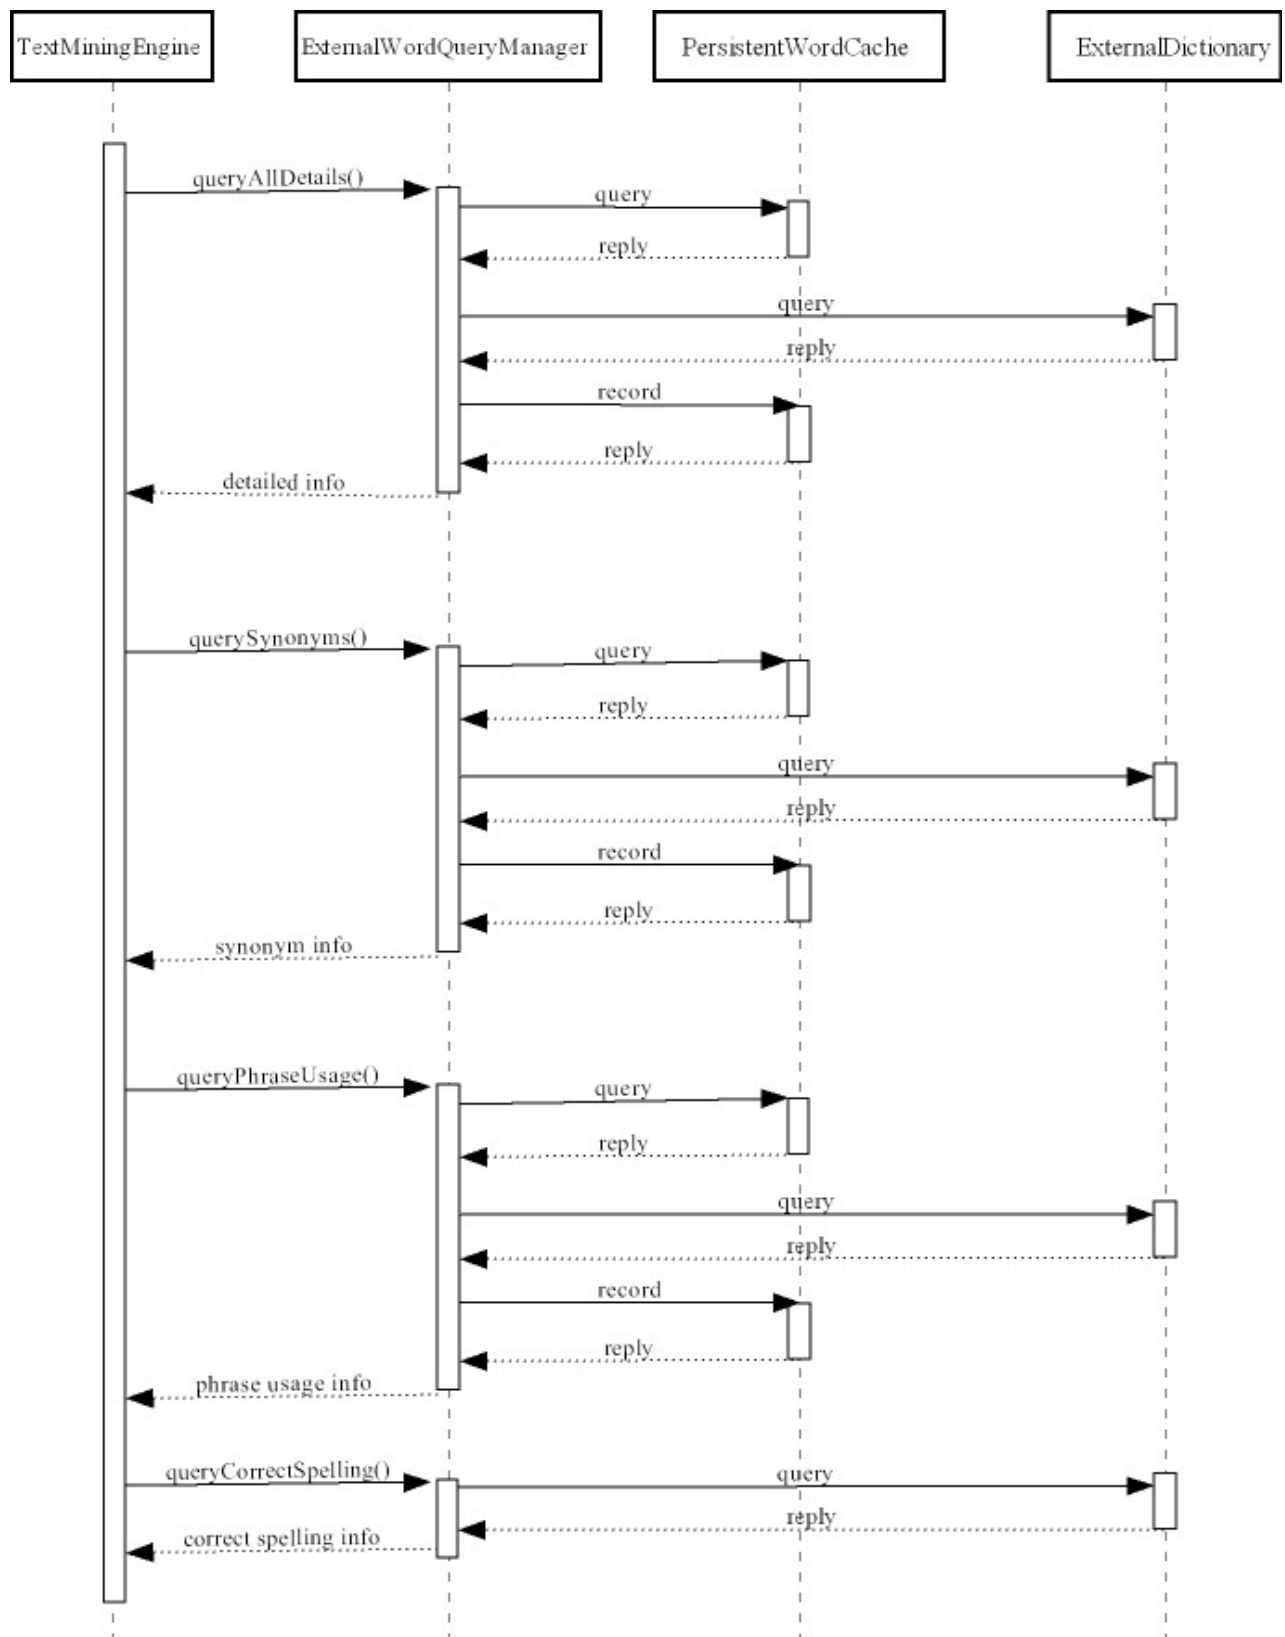 TextMiningEngine
ExternalWordQueryManager
PersistentWordCache
ExternalDictionary
queryAllDetails()
query
reply
query
reply
record
reply
detailed info
querySynonyms()
query
reply
query
reply
record
reply
synonym info
queryPhraseUsage()
query
reply
query
reply
record
reply
phrase usage info
queryCorrectSpelling()
query
reply
correct spelling info